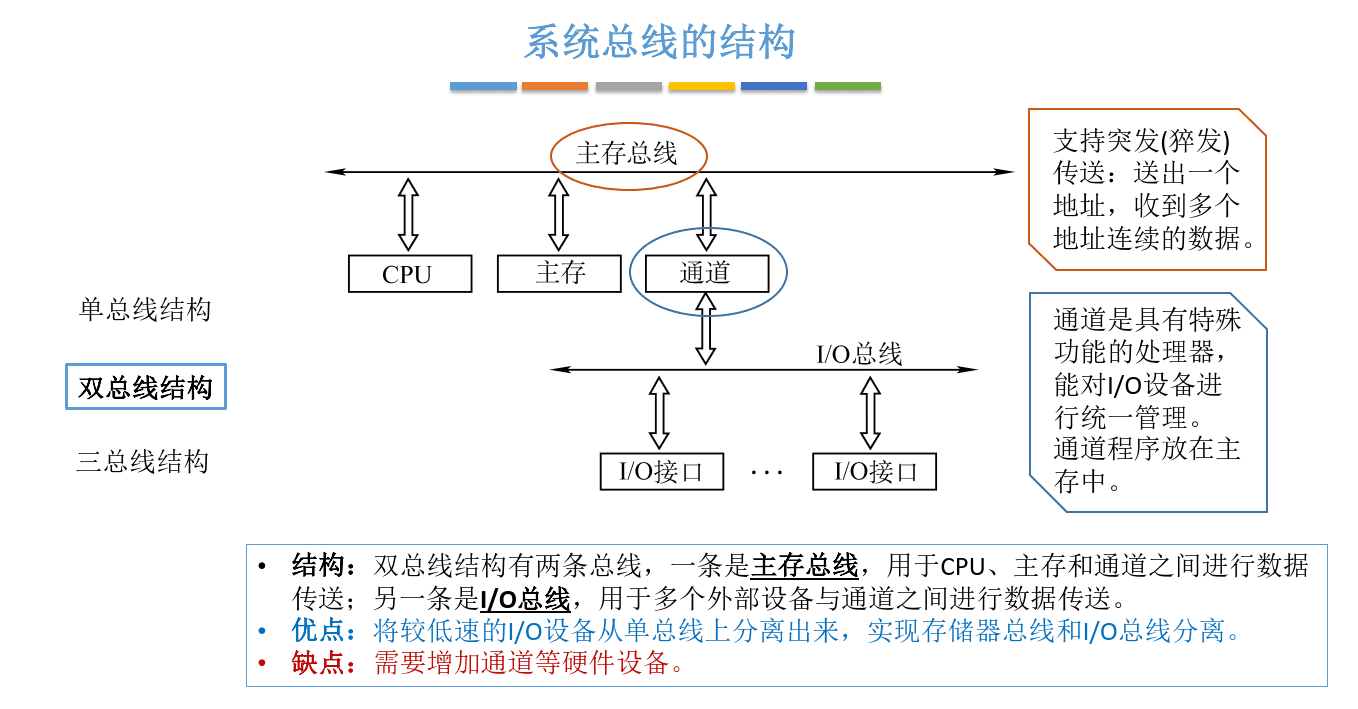 系统总线的结构
主存总线
CPU
主存
通道
I/O总线
I/O接口
···
I/O接口
单总线结构
双总线结构
三总线结构
支持突发(猝发)
传送：送出一个
地址，收到多个
地址连续的数据。
通道是具有特殊
功能的处理器，
能对I/O设备进
行统一管理。
通道程序放在主
存中。
• 结构：双总线结构有两条总线，一条是主存总线，用于CPU、主存和通道之间进行数据
传送；另一条是I/O总线，用于多个外部设备与通道之间进行数据传送。
• 优点：将较低速的I/O设备从单总线上分离出来，实现存储器总线和I/O总线分离。
• 缺点：需要增加通道等硬件设备。